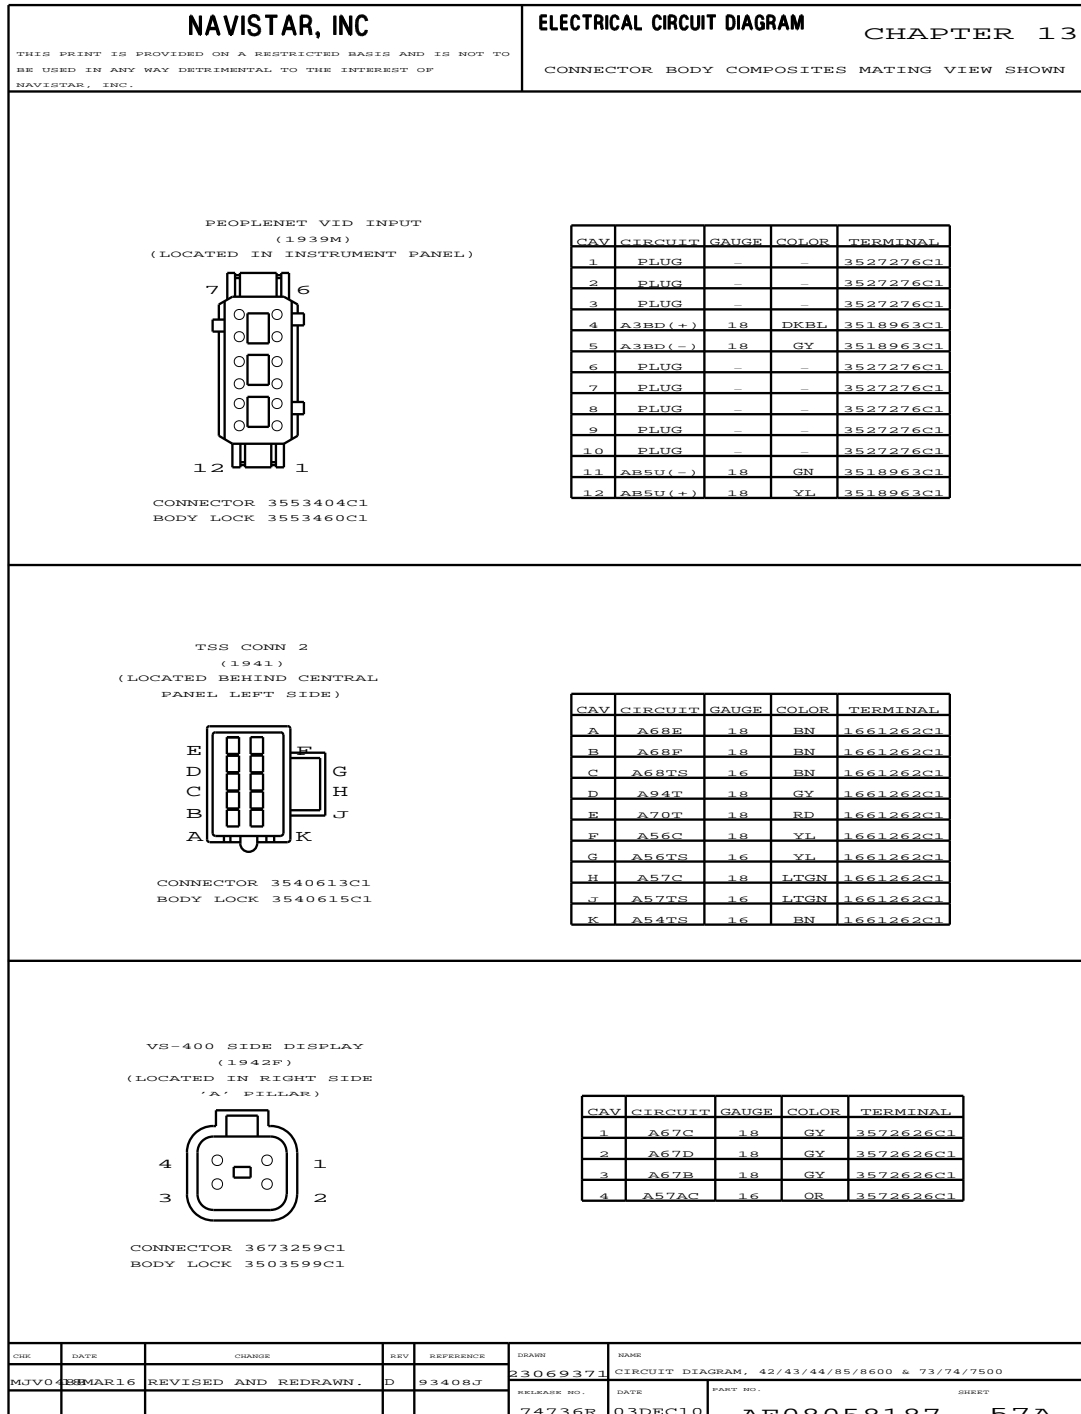 NAVISTAR, INC
THIS PRINT IS PROVIDED ON A RESTRICTED BASIS AND IS NOT TO
BE USED IN ANY WAY DETRIMENTAL TO THE INTEREST OF
NAVISTAR, INC.
ELECTRICAL CIRCUIT DIAGRAM
CHAPTER 13
CONNECTOR BODY COMPOSITES MATING VIEW SHOWN
PEOPLENET VID INPUT
(1939M)
(LOCATED IN INSTRUMENT PANEL)
7 6
12 1
CONNECTOR 3553404C1
BODY LOCK 3553460C1
CAV CIRCUIT GAUGE COLOR TERMINAL
1 PLUG – – 3527276C1
2 PLUG – – 3527276C1
3 PLUG – – 3527276C1
4 A3BD(+) 18 DKBL 3518963C1
5 A3BD(-) 18 GY 3518963C1
6 PLUG – – 3527276C1
7 PLUG – – 3527276C1
8 PLUG – – 3527276C1
9 PLUG – – 3527276C1
10 PLUG – – 3527276C1
11 AB5U(-) 18 GN 3518963C1
12 AB5U(+) 18 YL 3518963C1
TSS CONN 2
(1941)
(LOCATED BEHIND CENTRAL
PANEL LEFT SIDE)
E F
D G
C H
B J
A K
CONNECTOR 3540613C1
BODY LOCK 3540615C1
CAV CIRCUIT GAUGE COLOR TERMINAL
A A68E 18 BN 1661262C1
B A68F 18 BN 1661262C1
C A68TS 16 BN 1661262C1
D A94T 18 GY 1661262C1
E A70T 18 RD 1661262C1
F A56C 18 YL 1661262C1
G A56TS 16 YL 1661262C1
H A57C 18 LTGN 1661262C1
J A57TS 16 LTGN 1661262C1
K A54TS 16 BN 1661262C1
VS-400 SIDE DISPLAY
(1942F)
(LOCATED IN RIGHT SIDE
'A' PILLAR)
4 1
3 2
CONNECTOR 3673259C1
BODY LOCK 3503599C1
CAV CIRCUIT GAUGE COLOR TERMINAL
1 A67C 18 GY 3572626C1
2 A67D 18 GY 3572626C1
3 A67B 18 GY 3572626C1
4 A57AC 16 OR 3572626C1
CHK DATE CHANGE REV REFERENCE
REVISED AND REDRAWN. D 93408J
DRAWN
23069371
NAME
CIRCUIT DIAGRAM, 42/43/44/85/8600 & 73/74/7500
RELEASE NO. DATE PART NO. SHEET
74736R 03DEC10 AE08058187 57A